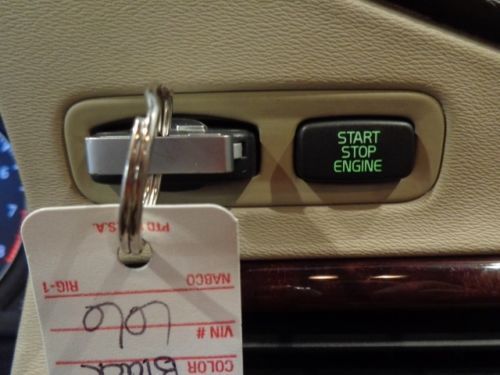 START
STOP
ENGINE
COLOR Black
VIN #
NABCO RIG-1